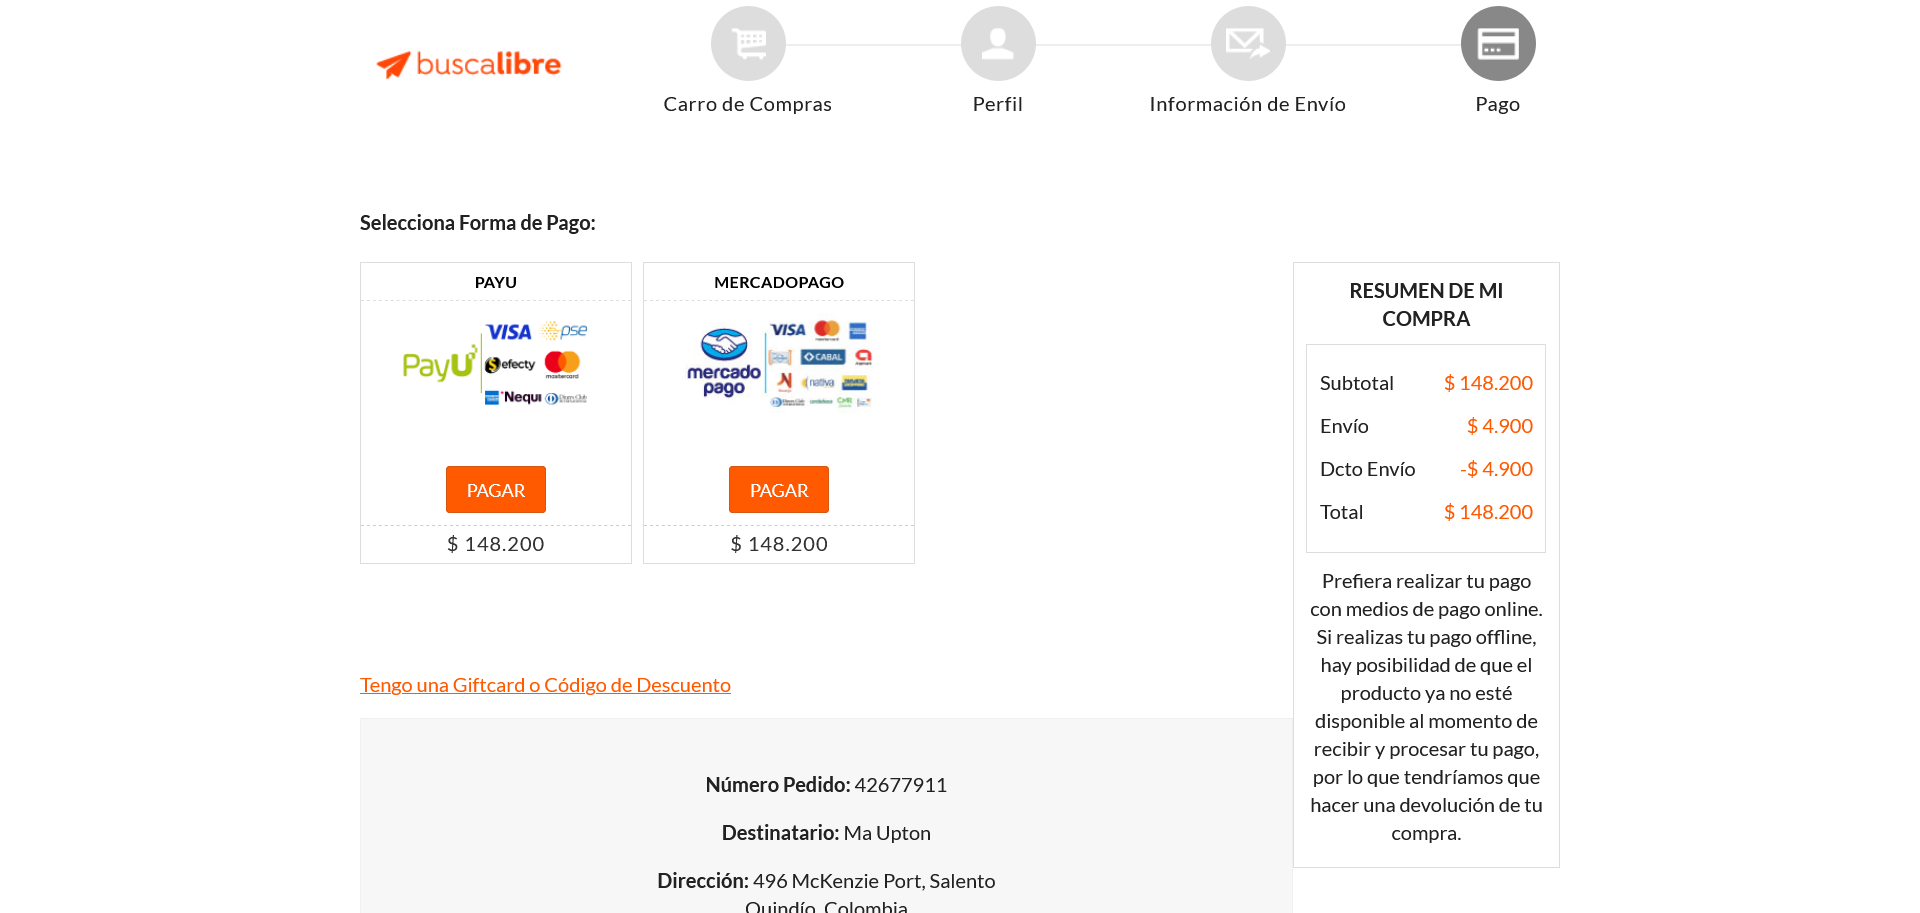 buscalibre
Carro de Compras
Perfil
Información de Envío
Pago
Selecciona Forma de Pago:
PAYU
PayU
VISA
pse
efecty
mastercard
Nequi
PAGAR
$ 148.200
MERCADOPAGO
mercado
pago
VISA
mastercard
CABAL
nativa
CMR
PAGAR
$ 148.200
Tengo una Giftcard o Código de Descuento
Número Pedido: 42677911
Destinatario: Ma Upton
Dirección: 496 McKenzie Port, Salento
Quindío, Colombia
RESUMEN DE MI
COMPRA
Subtotal $ 148.200
Envío $ 4.900
Dcto Envío -$ 4.900
Total $ 148.200
Prefiera realizar tu pago
con medios de pago online.
Si realizas tu pago offline,
hay posibilidad de que el
producto ya no esté
disponible al momento de
recibir y procesar tu pago,
por lo que tendríamos que
hacer una devolución de tu
compra.